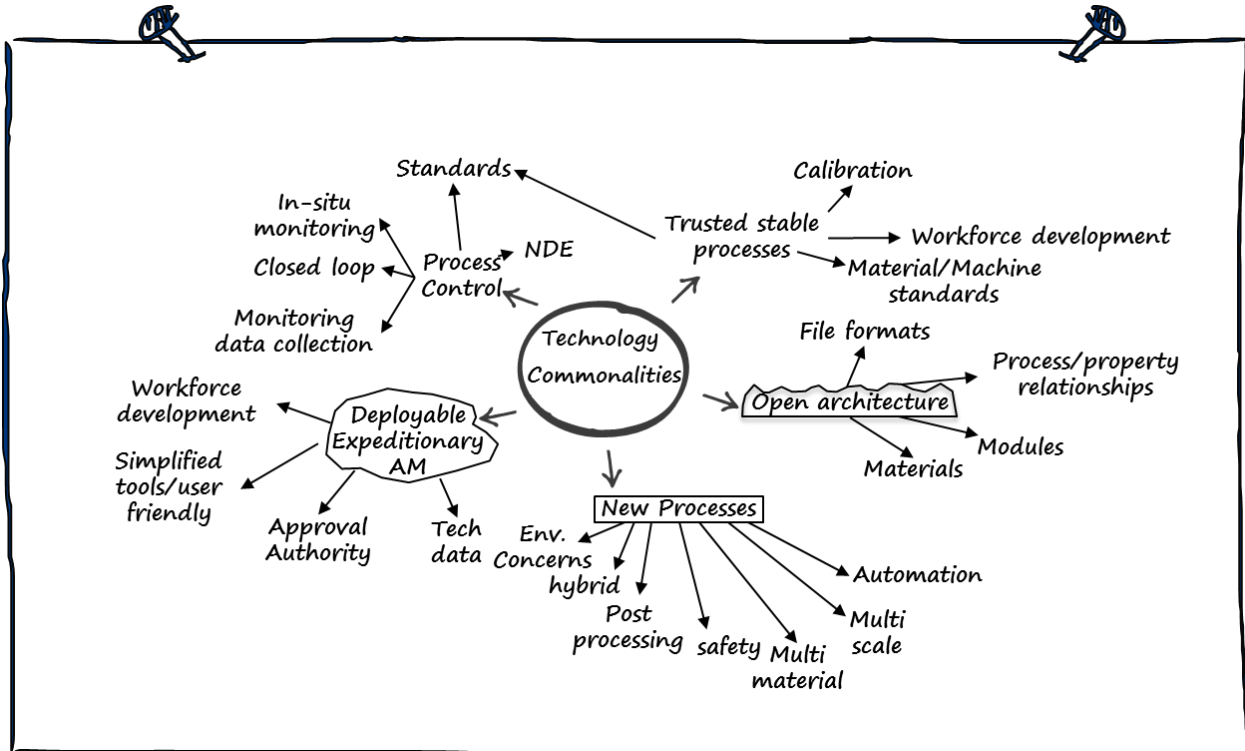 Standards
In-situ
monitoring
Closed loop
Process
Control
NDE
Monitoring
data collection
Calibration
Trusted stable
processes
Workforce development
Material/Machine
standards
Technology
Commonalities
File formats
Process/property
relationships
Open architecture
Modules
Materials
Workforce
development
Deployable
Expeditionary
AM
Simplified
tools/user
friendly
Approval
Authority
Tech
data
New Processes
Env.
Concerns
hybrid
Post
processing
safety
Multi
material
Multi
scale
Automation